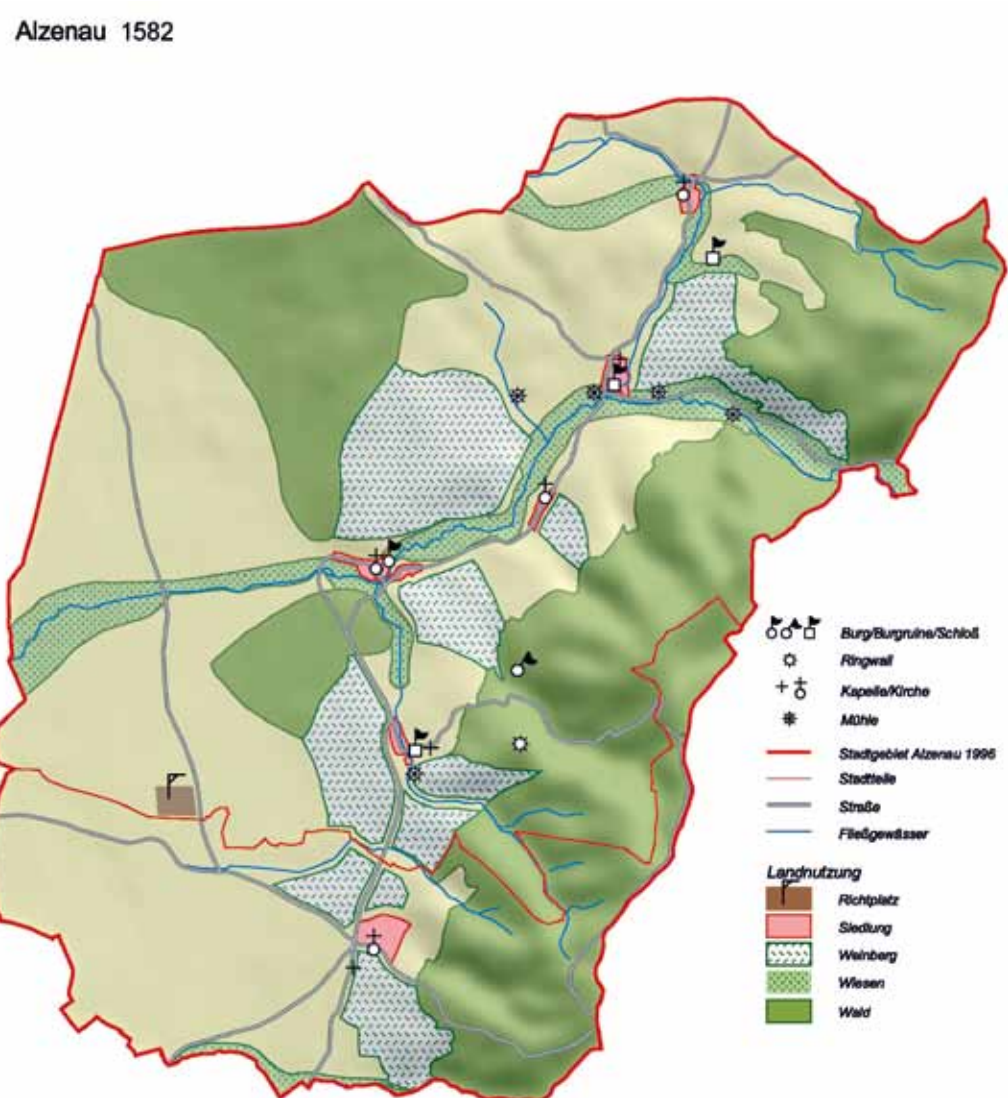 Alzenau 1582
Burg/Burgruine/Schloß
Ringwall
Kapelle/Kirche
Mühle
Stadtgebiet Alzenau 1996
Stadtteile
Straße
Fließgewässer
Landnutzung
Richtplatz
Siedlung
Weinberg
Wiesen
Wald